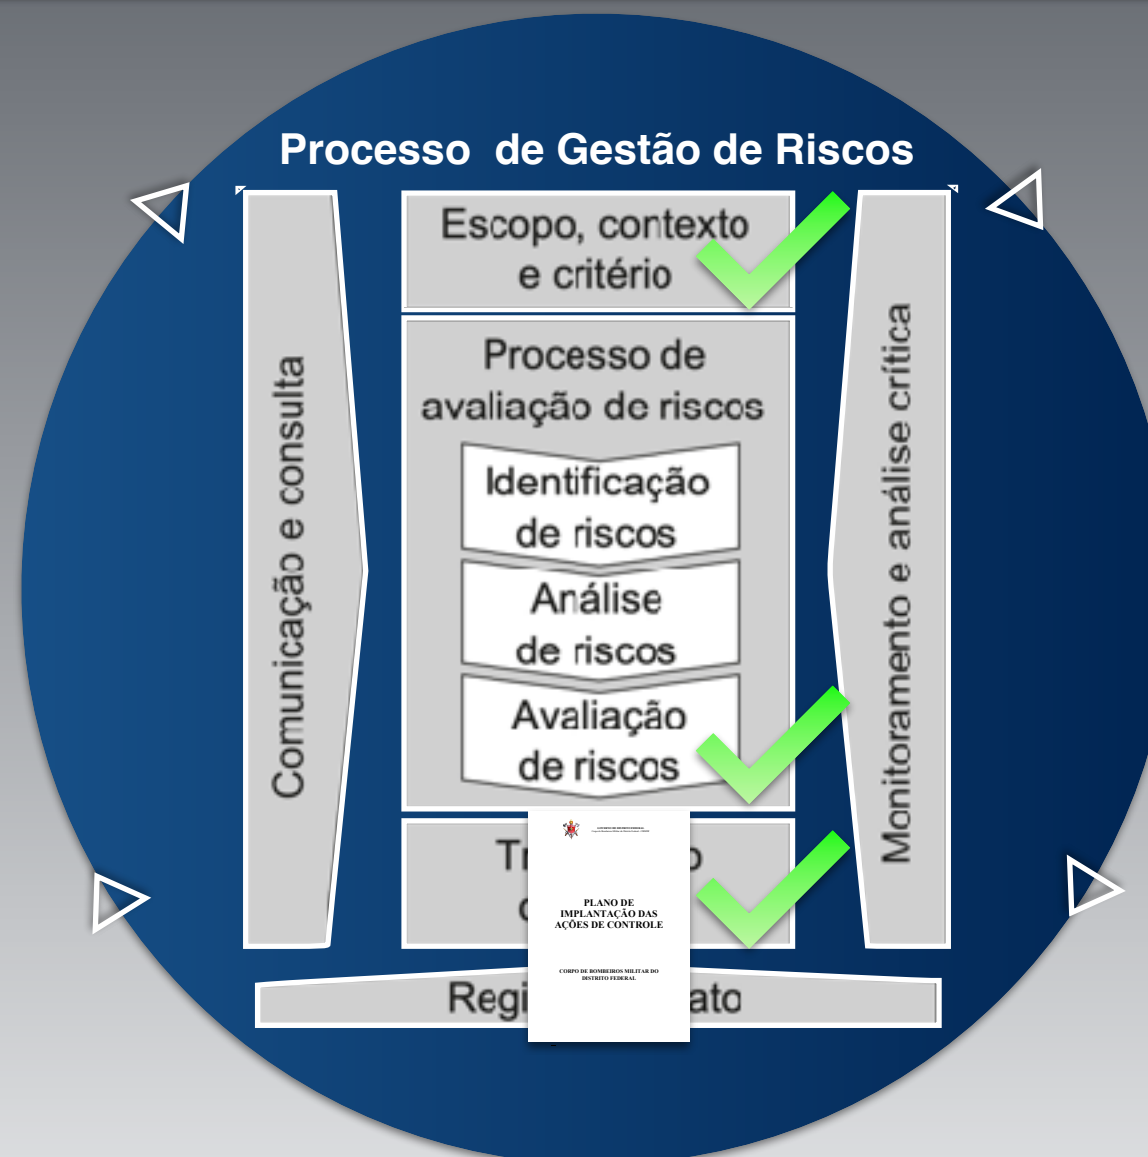 Processo de Gestão de Riscos
Escopo, contexto
e critério
Comunicação e consulta
Processo de
avaliação de riscos
Identificação
de riscos
Análise
de riscos
Avaliação
de riscos
Monitoramento e análise crítica
PLANO DE
IMPLANTAÇÃO DAS
AÇÕES DE CONTROLE
CORPO DE BOMBEIROS MILITAR DO
DISTRITO FEDERAL